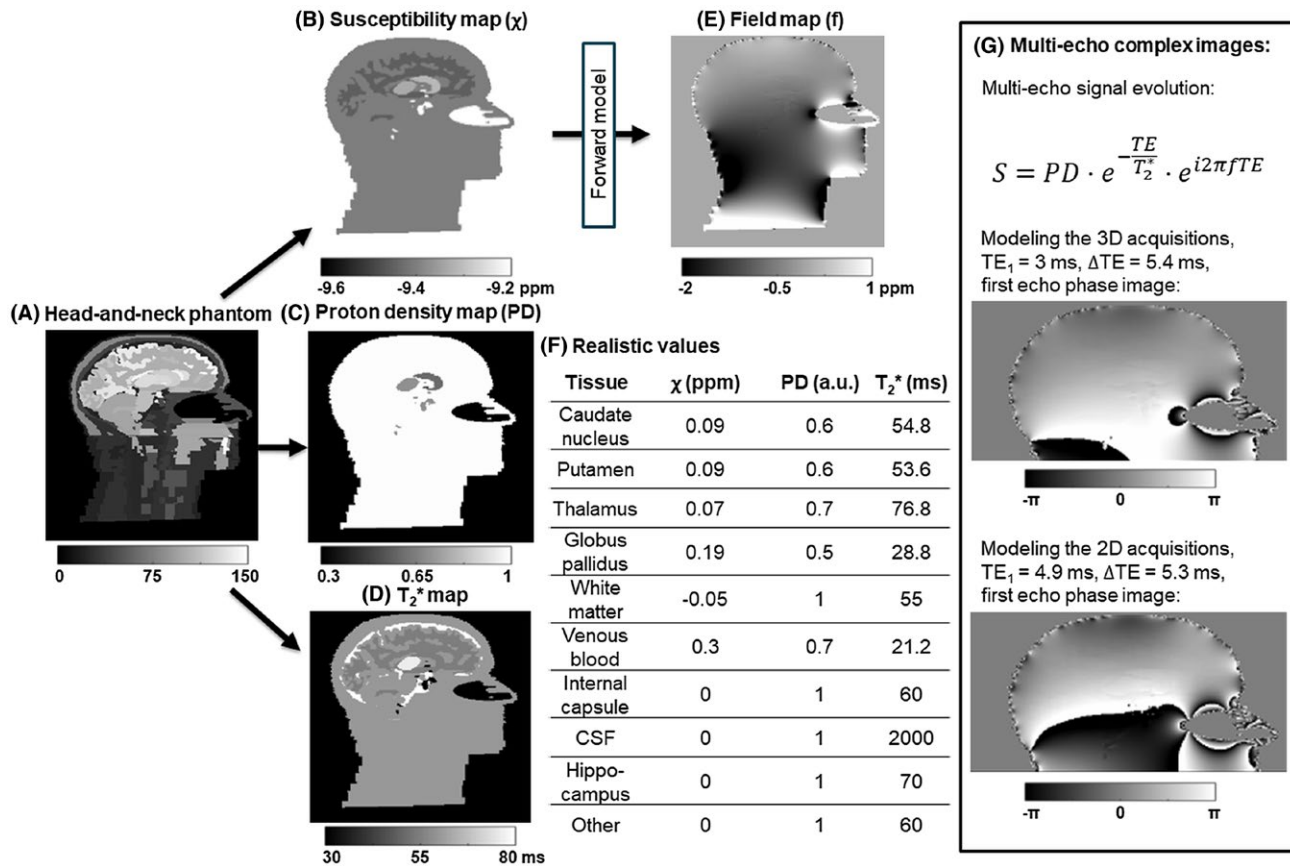 (B) Susceptibility map (χ)
-9.6 -9.4 -9.2 ppm
Forward model
(E) Field map (f)
-2 -0.5 1 ppm
(A) Head-and-neck phantom
0 75 150
(C) Proton density map (PD)
0.3 0.65 1
(D) T2* map
30 55 80 ms
(F) Realistic values
Tissue χ (ppm) PD (a.u.) T2* (ms)
Caudate
nucleus 0.09 0.6 54.8
Putamen 0.09 0.6 53.6
Thalamus 0.07 0.7 76.8
Globus
pallidus 0.19 0.5 28.8
White
matter -0.05 1 55
Venous
blood 0.3 0.7 21.2
Internal
capsule 0 1 60
CSF 0 1 2000
Hippo-
campus 0 1 70
Other 0 1 60
(G) Multi-echo complex images:
Multi-echo signal evolution:
S = PD · e^(-TE/T2*) · e^(i2πfTE)
Modeling the 3D acquisitions,
TE1 = 3 ms, ΔTE = 5.4 ms,
first echo phase image:
-π 0 π
Modeling the 2D acquisitions,
TE1 = 4.9 ms, ΔTE = 5.3 ms,
first echo phase image:
-π 0 π